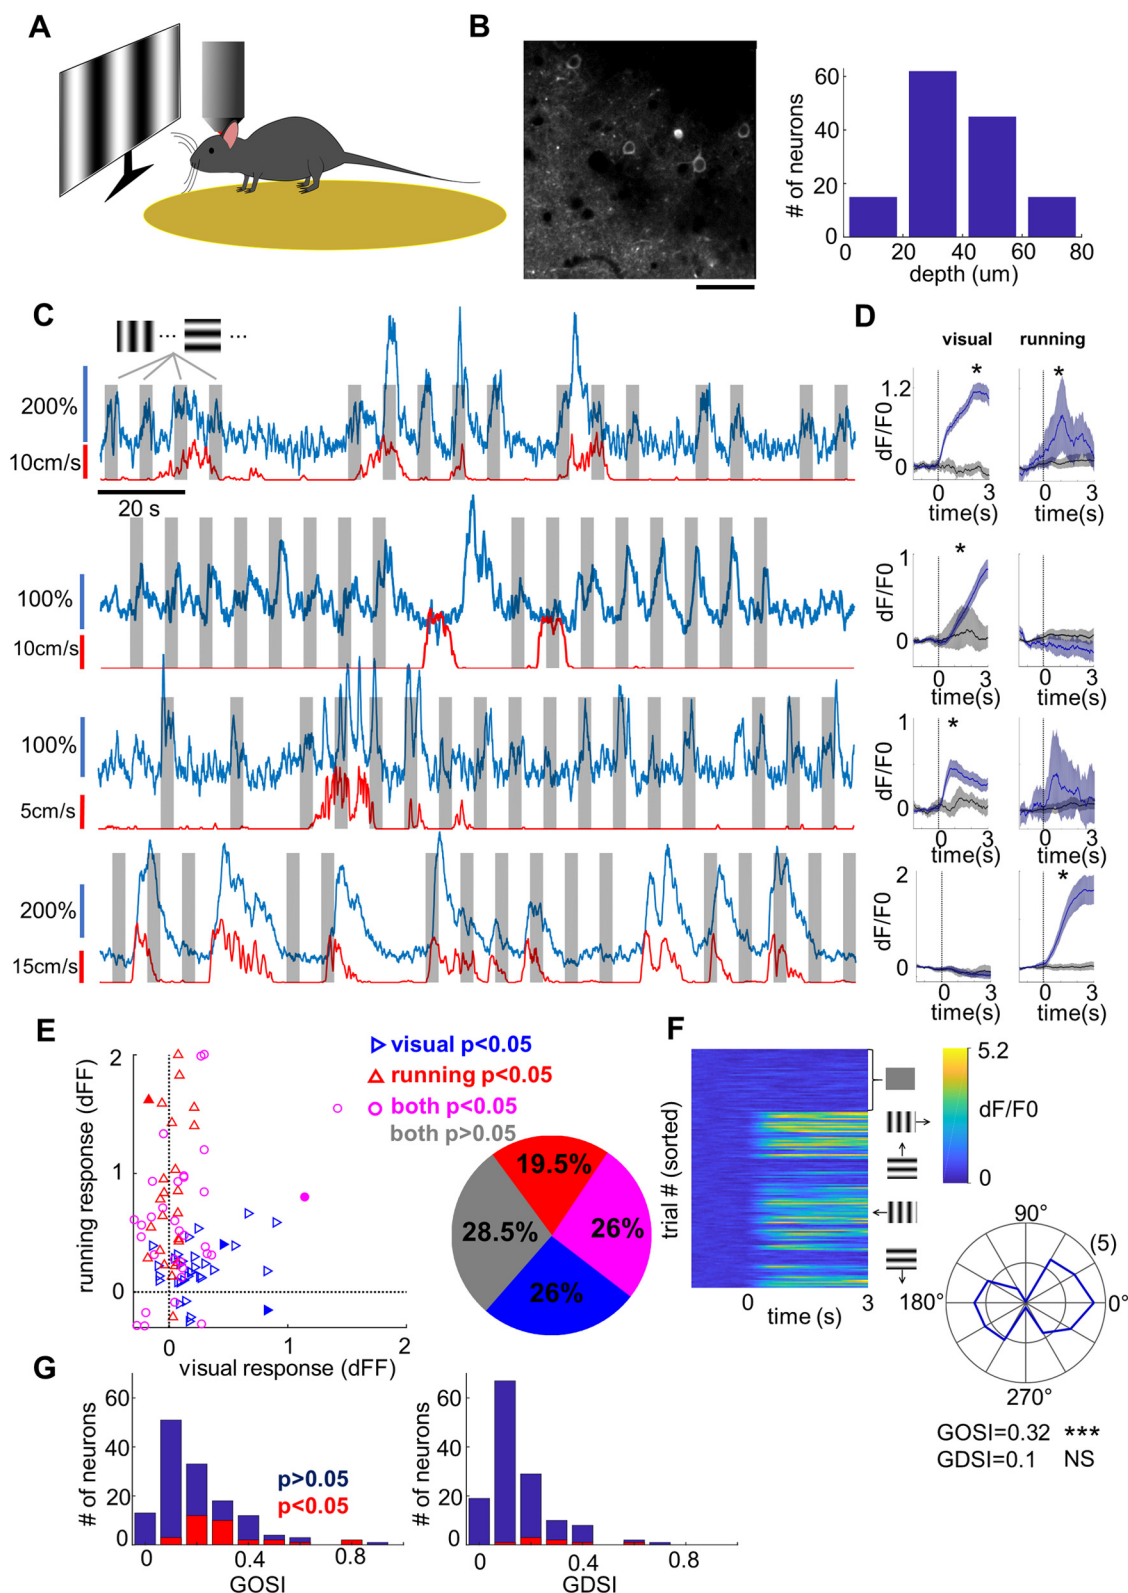 A
B
# of neurons
60
40
20
0
0 20 40 60 80
depth (um)
C
... ...
200%
10cm/s
20 s
100%
10cm/s
100%
5cm/s
200%
15cm/s
D
visual running
* *
dF/F0
1.2
0
0 3 0 3
time(s) time(s)
*
dF/F0
1
0
0 3 0 3
time(s) time(s)
*
dF/F0
1
0
0 3 0 3
time(s) time(s)
*
dF/F0
2
0
0 3 0 3
time(s) time(s)
E
running response (dFF)
2
1
0
0 1 2
visual response (dFF)
visual p<0.05
running p<0.05
both p<0.05
both p>0.05
19.5%
28.5%
26%
26%
F
trial # (sorted)
0 3
time (s)
5.2
dF/F0
0
90°
(5)
180°
0°
270°
GOSI=0.32 ***
GDSI=0.1 NS
G
# of neurons
60
40
20
0
0 0.4 0.8
GOSI
p>0.05
p<0.05
# of neurons
60
40
20
0
0 0.4 0.8
GDSI